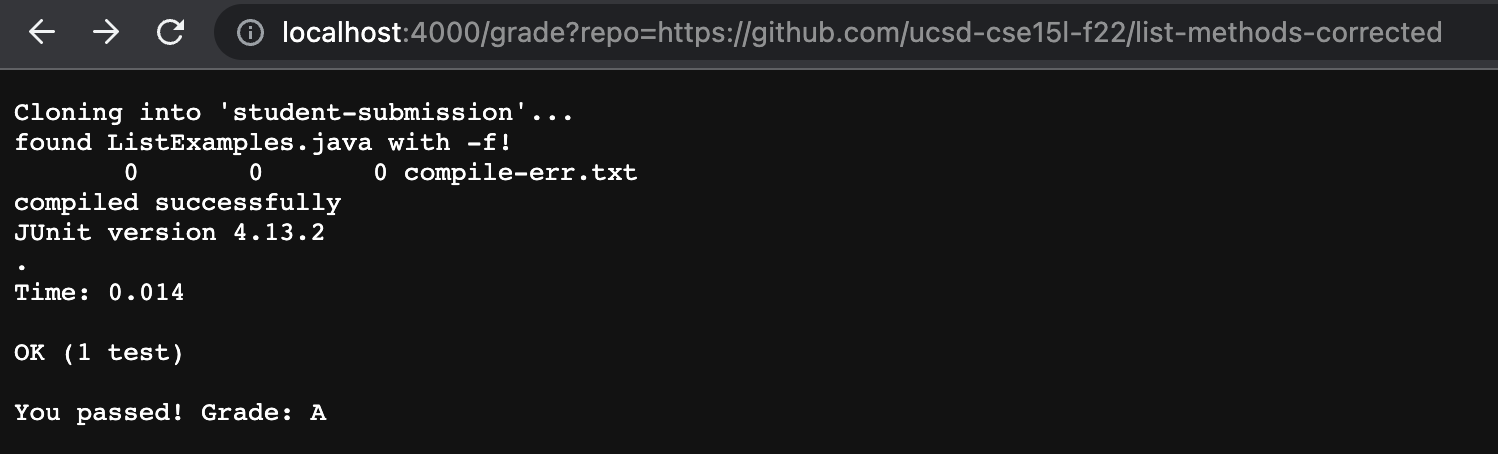 localhost:4000/grade?repo=https://github.com/ucsd-cse15l-f22/list-methods-corrected
Cloning into 'student-submission'...
found ListExamples.java with -f!
       0       0       0 compile-err.txt
compiled successfully
JUnit version 4.13.2
.
Time: 0.014
OK (1 test)
You passed! Grade: A